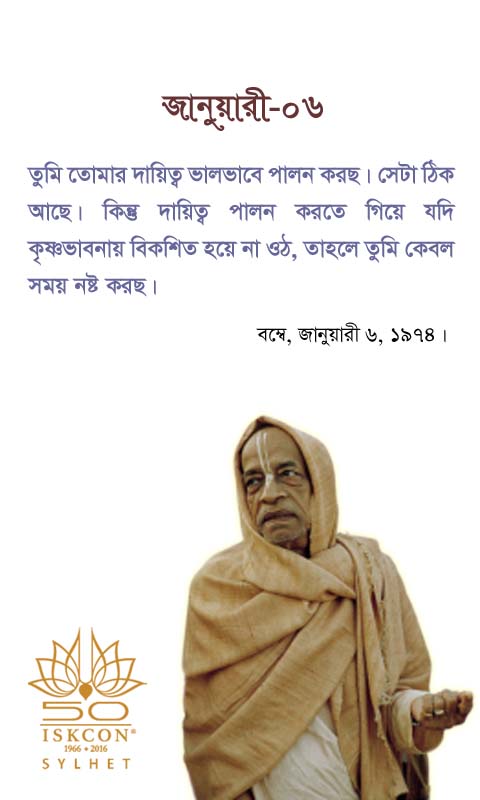 জানুয়ারী-০৬
তুমি তোমার দায়িত্ব ভালভাবে পালন করছ। সেটা ঠিক
আছে। কিন্তু দায়িত্ব পালন করতে গিয়ে যদি
কৃষ্ণভাবনায় বিকশিত হয়ে না ওঠ, তাহলে তুমি কেবল
সময় নষ্ট করছ।
বম্বে, জানুয়ারী ৬, ১৯৭৪।
50
ISKCON®
1966 • 2016
SYLHET